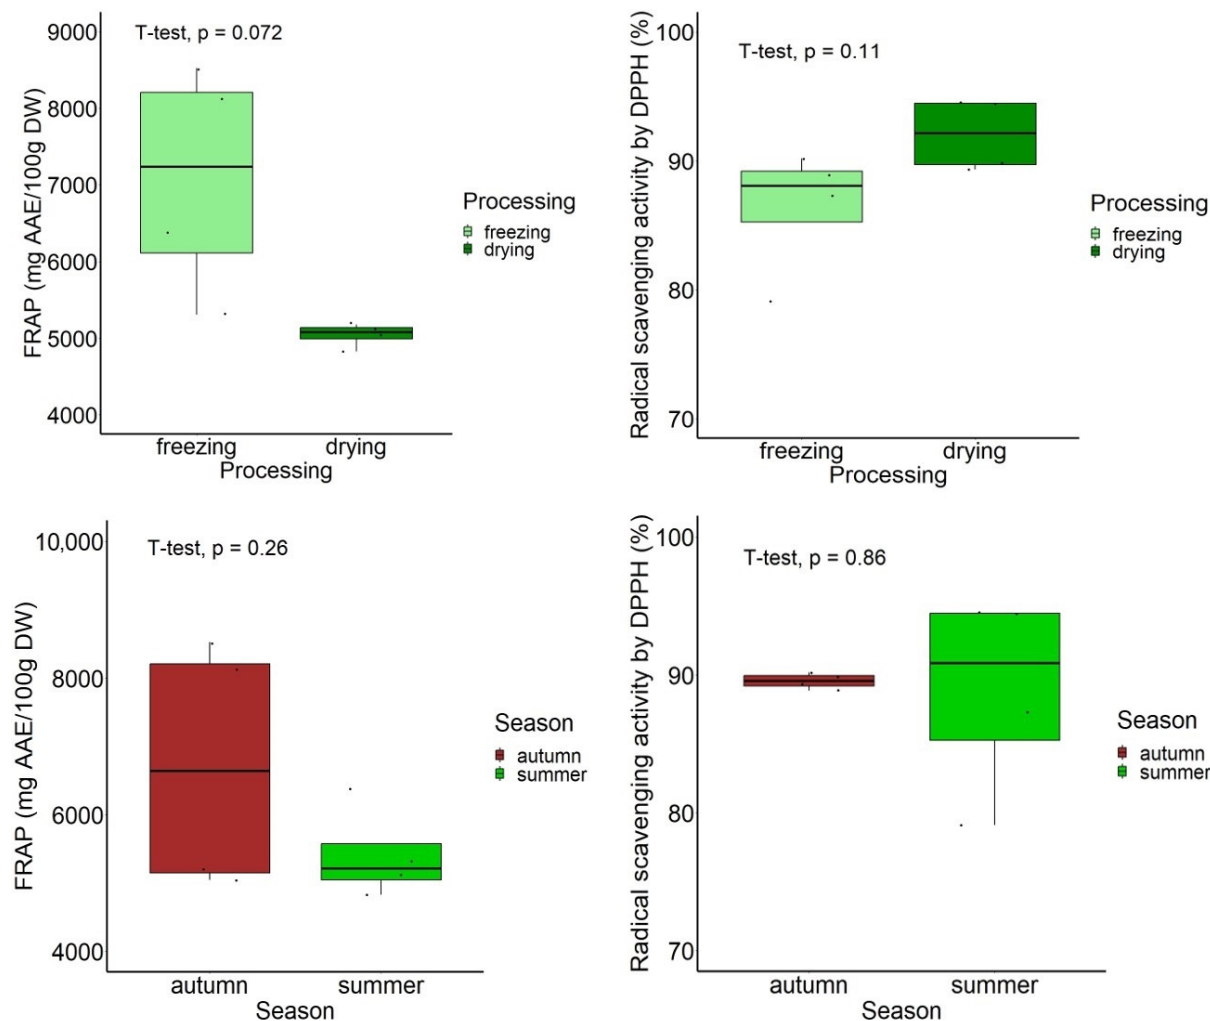 FRAP (mg AAE/100g DW)
9000
8000
7000
6000
5000
4000
T-test, p = 0.072
freezing drying
Processing
Processing
freezing
drying
Radical scavenging activity by DPPH (%)
100
90
80
70
T-test, p = 0.11
freezing drying
Processing
Processing
freezing
drying
FRAP (mg AAE/100g DW)
10,000
8000
6000
4000
T-test, p = 0.26
autumn summer
Season
Season
autumn
summer
Radical scavenging activity by DPPH (%)
100
90
80
70
T-test, p = 0.86
autumn summer
Season
Season
autumn
summer